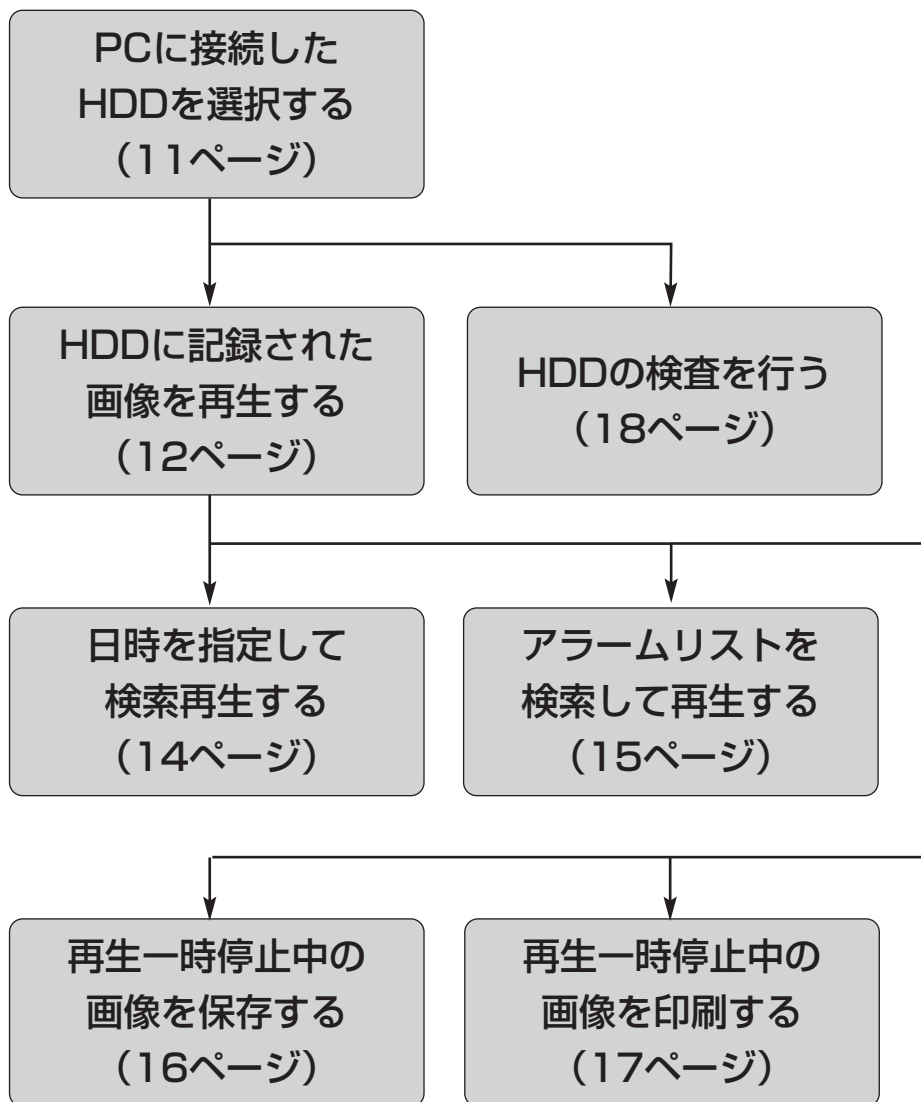 PCに接続した
HDDを選択する
（11ページ）
HDDに記録された
画像を再生する
（12ページ）
HDDの検査を行う
（18ページ）
日時を指定して
検索再生する
（14ページ）
アラームリストを
検索して再生する
（15ページ）
再生一時停止中の
画像を保存する
（16ページ）
再生一時停止中の
画像を印刷する
（17ページ）